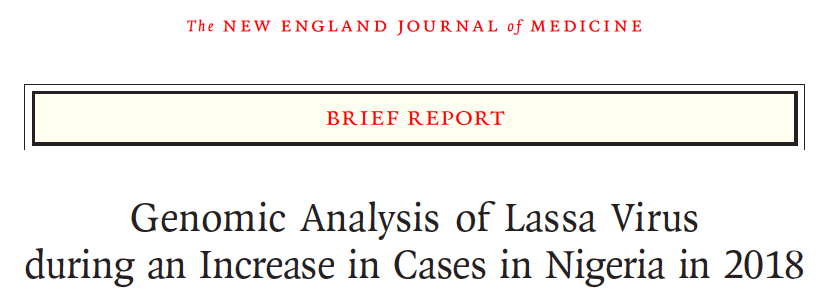 The NEW ENGLAND JOURNAL of MEDICINE
BRIEF REPORT
Genomic Analysis of Lassa Virus
during an Increase in Cases in Nigeria in 2018